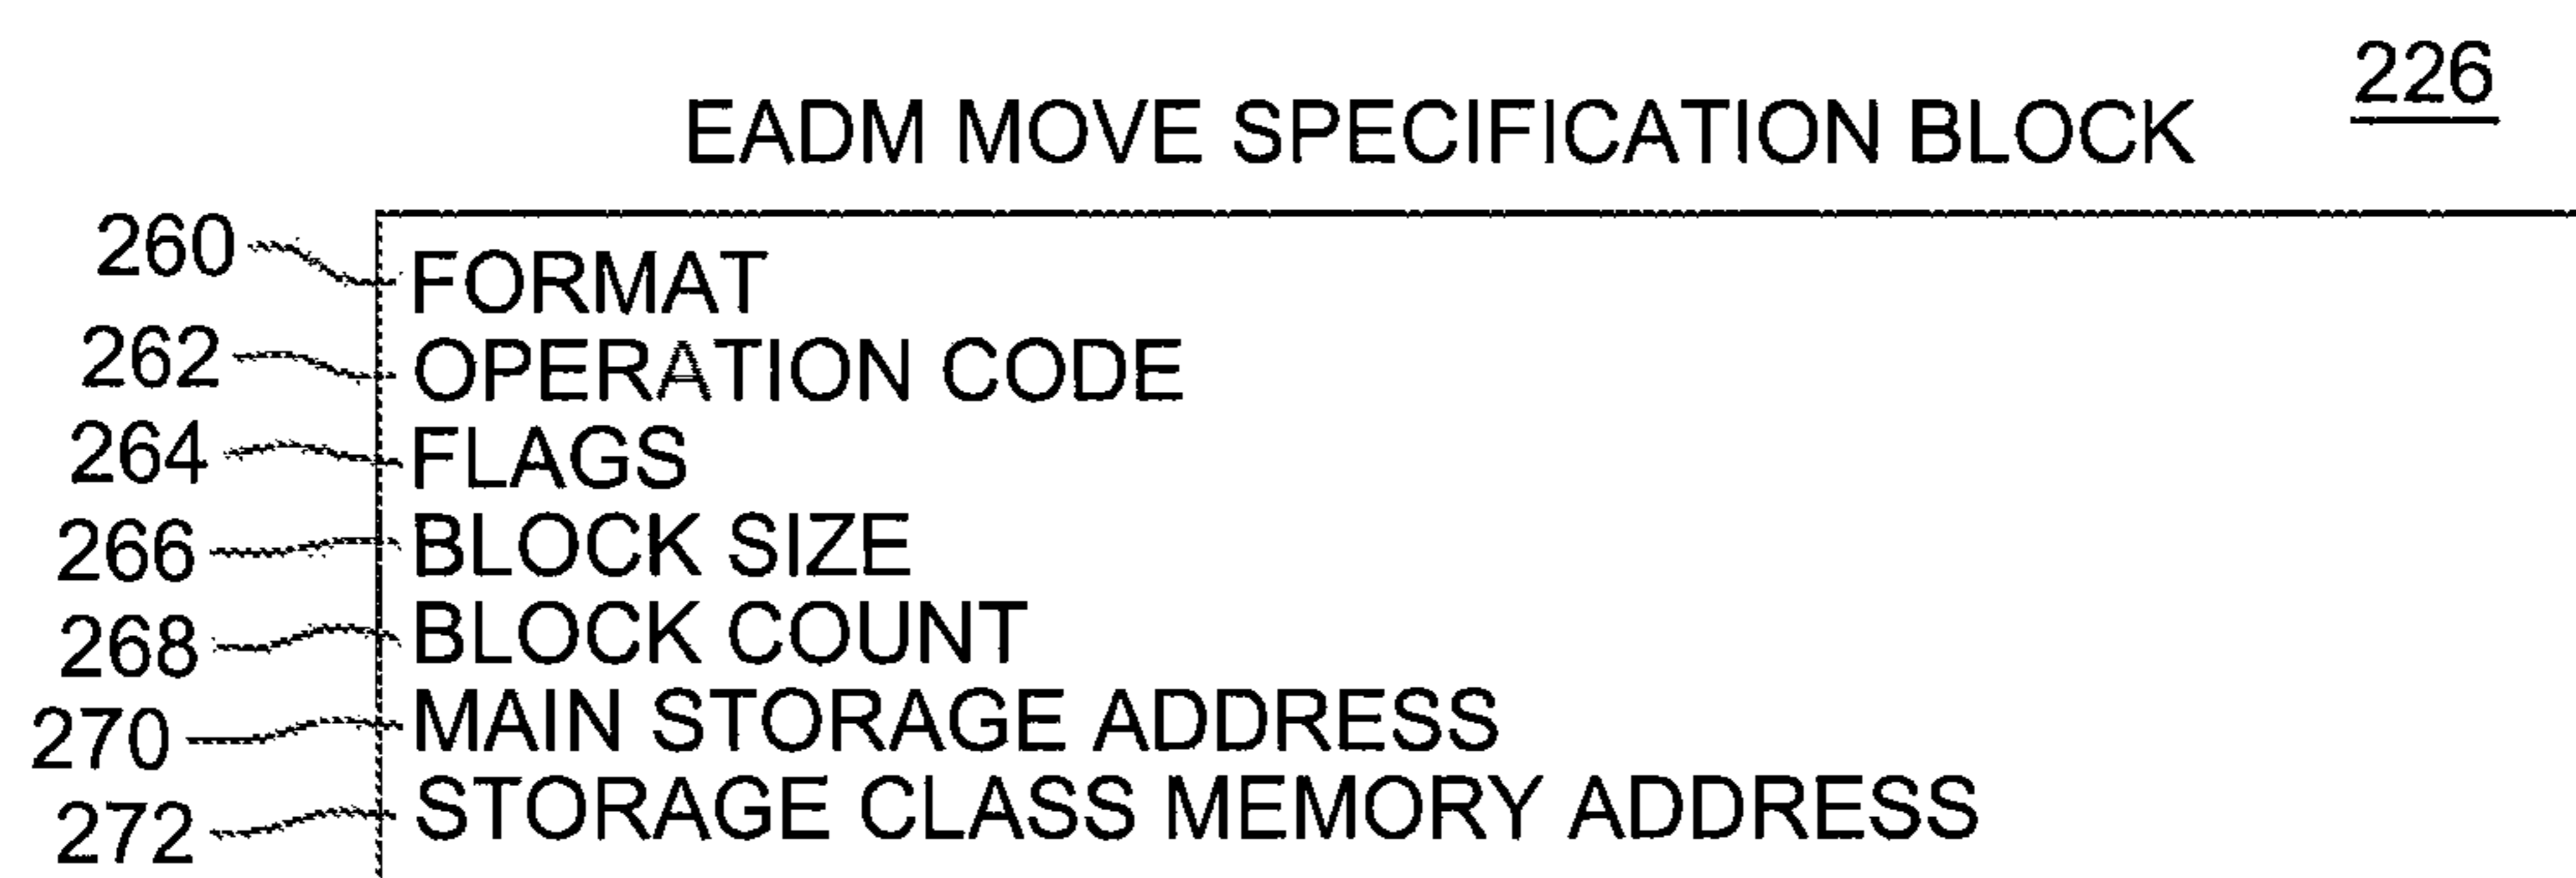 226
EADM MOVE SPECIFICATION BLOCK
260 FORMAT
262 OPERATION CODE
264 FLAGS
266 BLOCK SIZE
268 BLOCK COUNT
270 MAIN STORAGE ADDRESS
272 STORAGE CLASS MEMORY ADDRESS